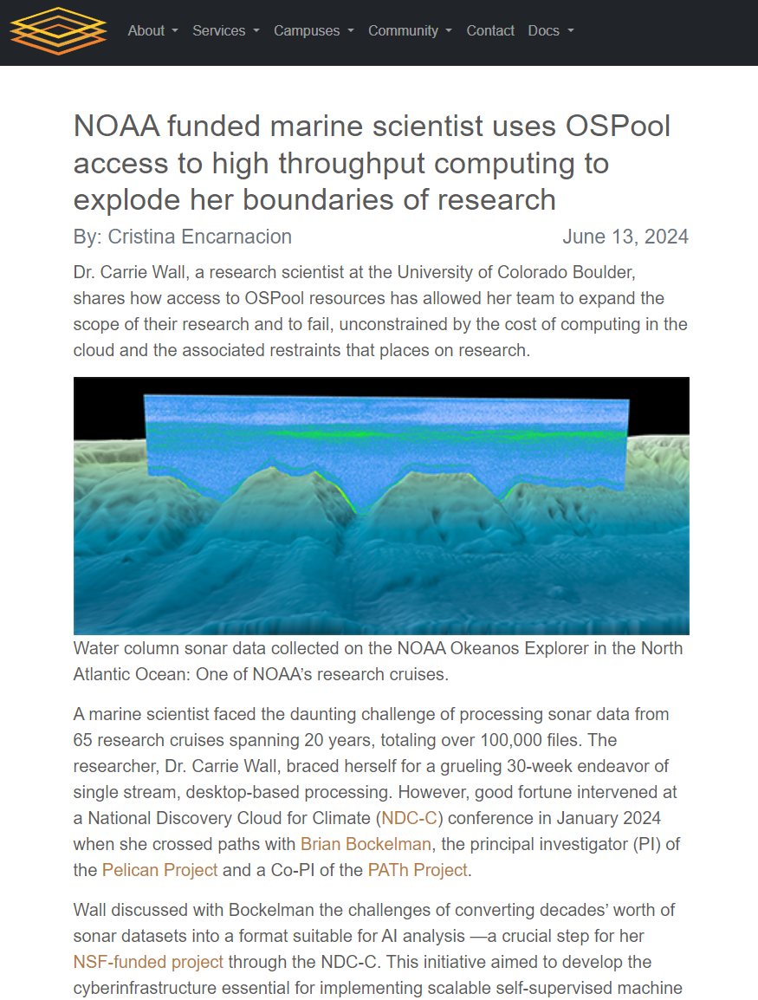 About
Services
Campuses
Community
Contact
Docs
NOAA funded marine scientist uses OSPool
access to high throughput computing to
explode her boundaries of research
By: Cristina Encarnacion
June 13, 2024
Dr. Carrie Wall, a research scientist at the University of Colorado Boulder,
shares how access to OSPool resources has allowed her team to expand the
scope of their research and to fail, unconstrained by the cost of computing in the
cloud and the associated restraints that places on research.
Water column sonar data collected on the NOAA Okeanos Explorer in the North
Atlantic Ocean: One of NOAA’s research cruises.
A marine scientist faced the daunting challenge of processing sonar data from
65 research cruises spanning 20 years, totaling over 100,000 files. The
researcher, Dr. Carrie Wall, braced herself for a grueling 30-week endeavor of
single stream, desktop-based processing. However, good fortune intervened at
a National Discovery Cloud for Climate (NDC-C) conference in January 2024
when she crossed paths with Brian Bockelman, the principal investigator (PI) of
the Pelican Project and a Co-PI of the PATh Project.
Wall discussed with Bockelman the challenges of converting decades’ worth of
sonar datasets into a format suitable for AI analysis —a crucial step for her
NSF-funded project through the NDC-C. This initiative aimed to develop the
cyberinfrastructure essential for implementing scalable self-supervised machine